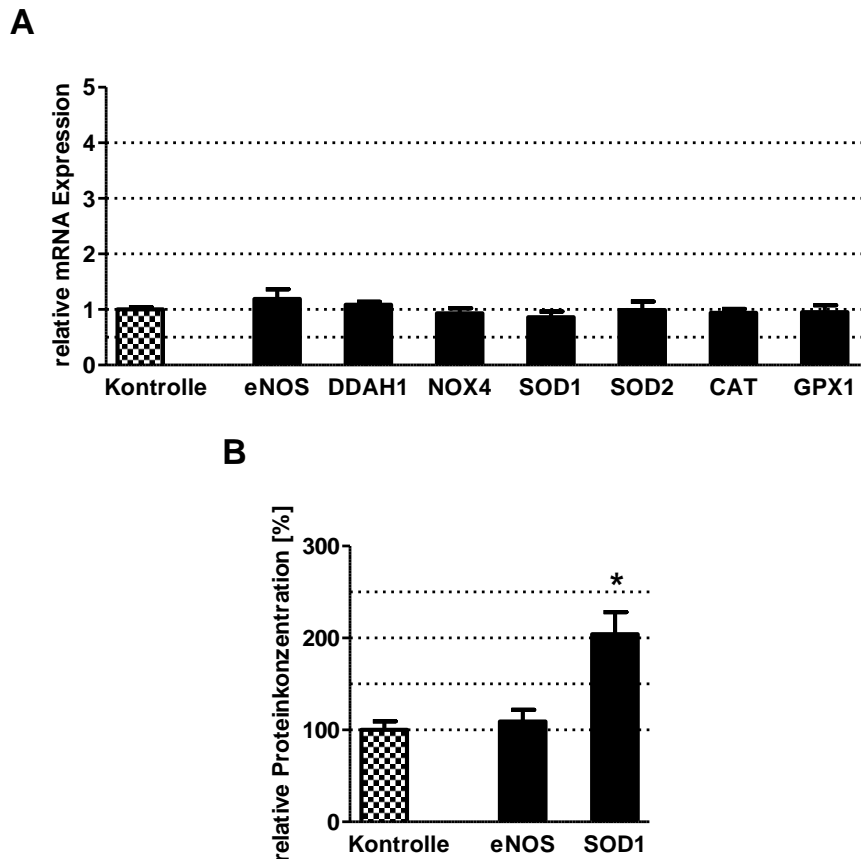 A
relative mRNA Expression
5
4
3
2
1
0
Kontrolle eNOS DDAH1 NOX4 SOD1 SOD2 CAT GPX1
B
relative Proteinkonzentration [%]
300
*
200
100
0
Kontrolle eNOS SOD1